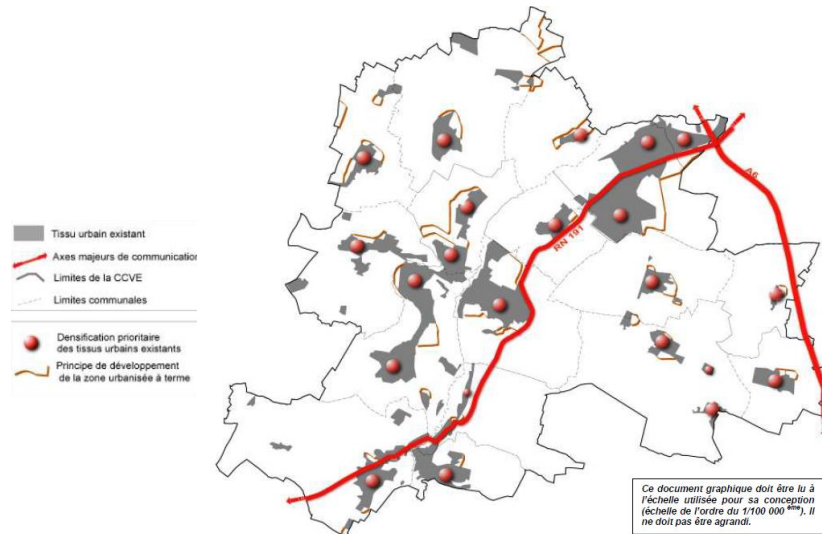 Tissu urbain existant
Axes majeurs de communication
Limites de la CCVE
Limites communales
Densification prioritaire
des tissus urbains existants
Principe de développement
de la zone urbanisée à terme
A6
RN 191
Ce document graphique doit être lu à
l'échelle utilisée pour sa conception
(échelle de l'ordre du 1/100 000 ème). Il
ne doit pas être agrandi.